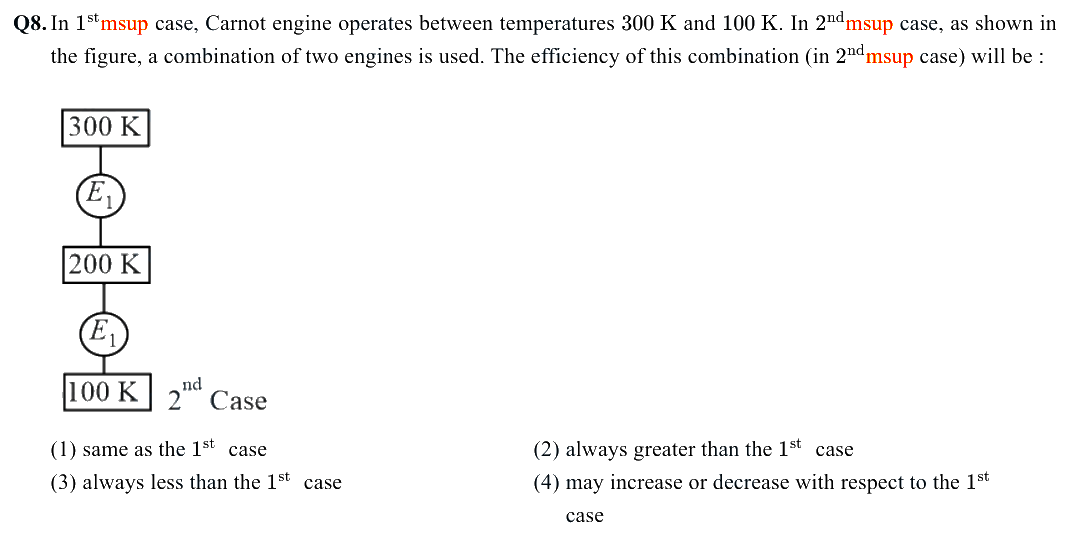 Q8. In 1stmsup case, Carnot engine operates between temperatures 300 K and 100 K. In 2ndmsup case, as shown in
the figure, a combination of two engines is used. The efficiency of this combination (in 2ndmsup case) will be :
300 K
E1
200 K
E1
100 K 2nd Case
(1) same as the 1st case (2) always greater than the 1st case
(3) always less than the 1st case (4) may increase or decrease with respect to the 1st
case